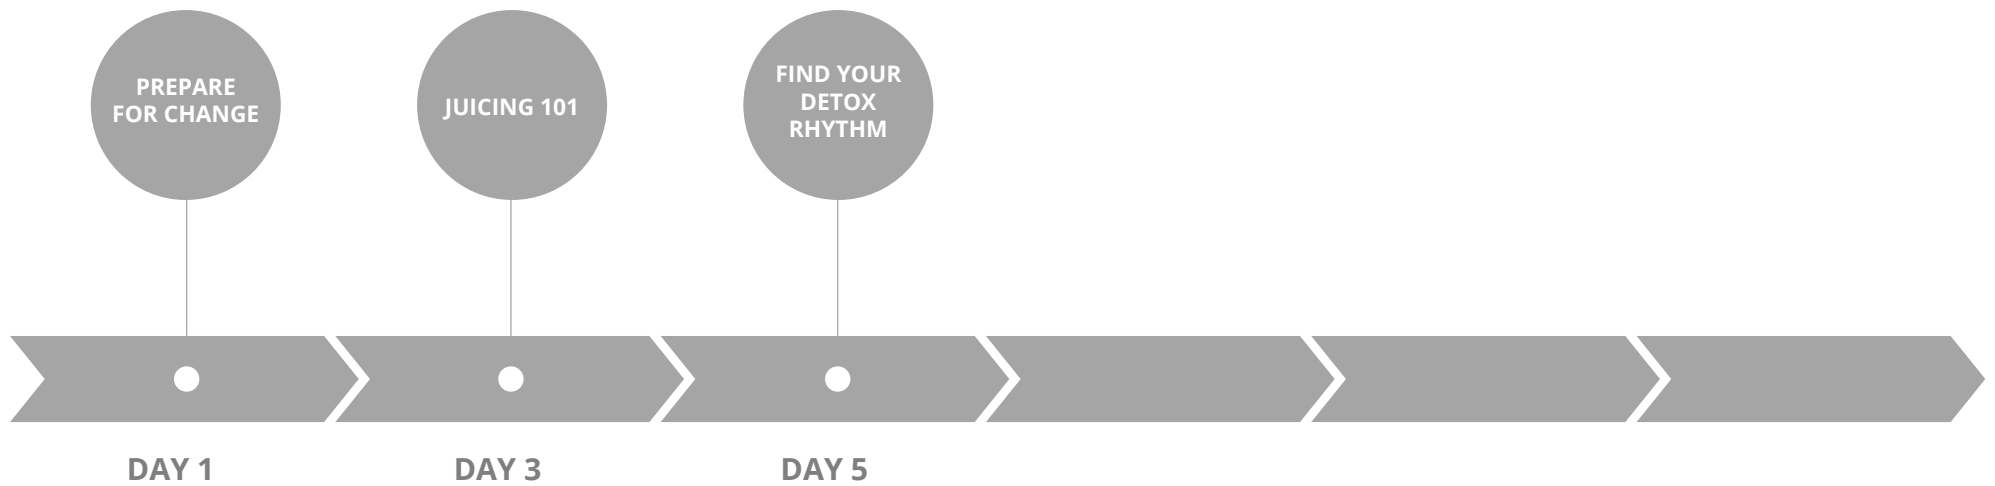 PREPARE
FOR CHANGE
JUICING 101
FIND YOUR
DETOX
RHYTHM
DAY 1
DAY 3
DAY 5